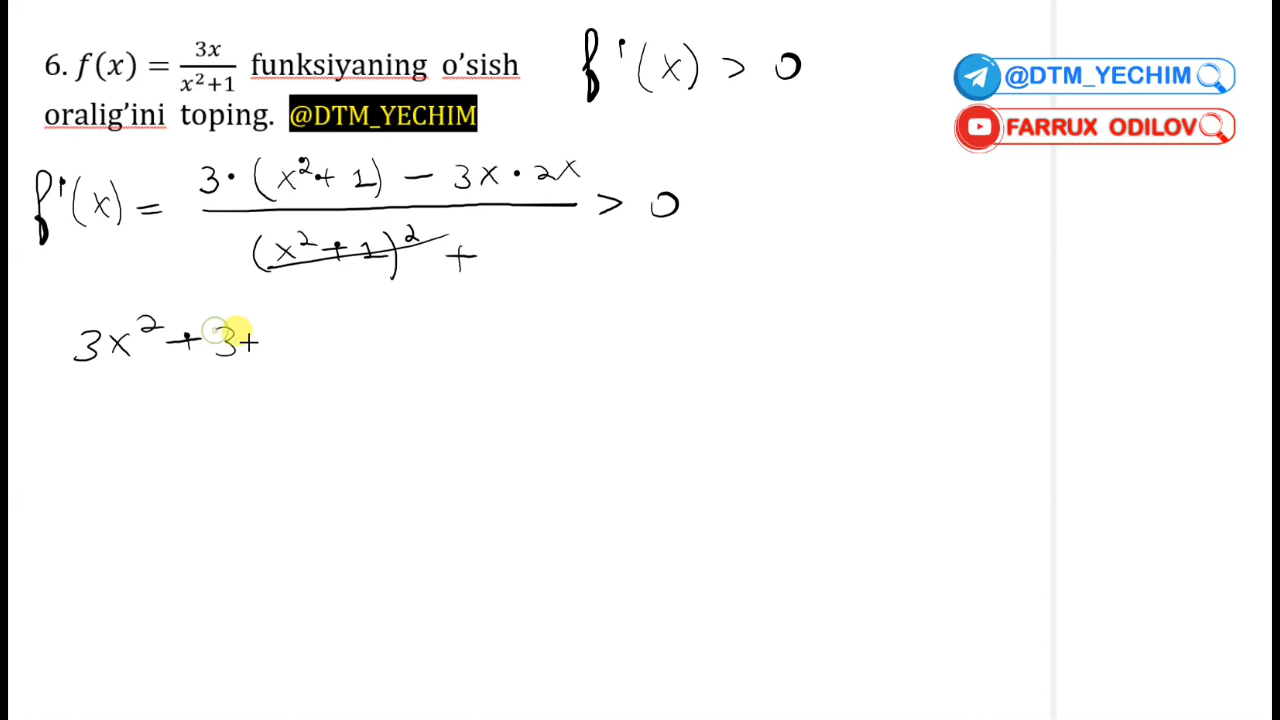 6. f(x) = 3x/(x²+1) funksiyaning o'sish
oralig'ini toping. @DTM_YECHIM
f'(x) > 0
@DTM_YECHIM
FARRUX ODILOV
f'(x) = (3·(x²+1) − 3x·2x)/((x²+1)² +) > 0
3x² + 3+